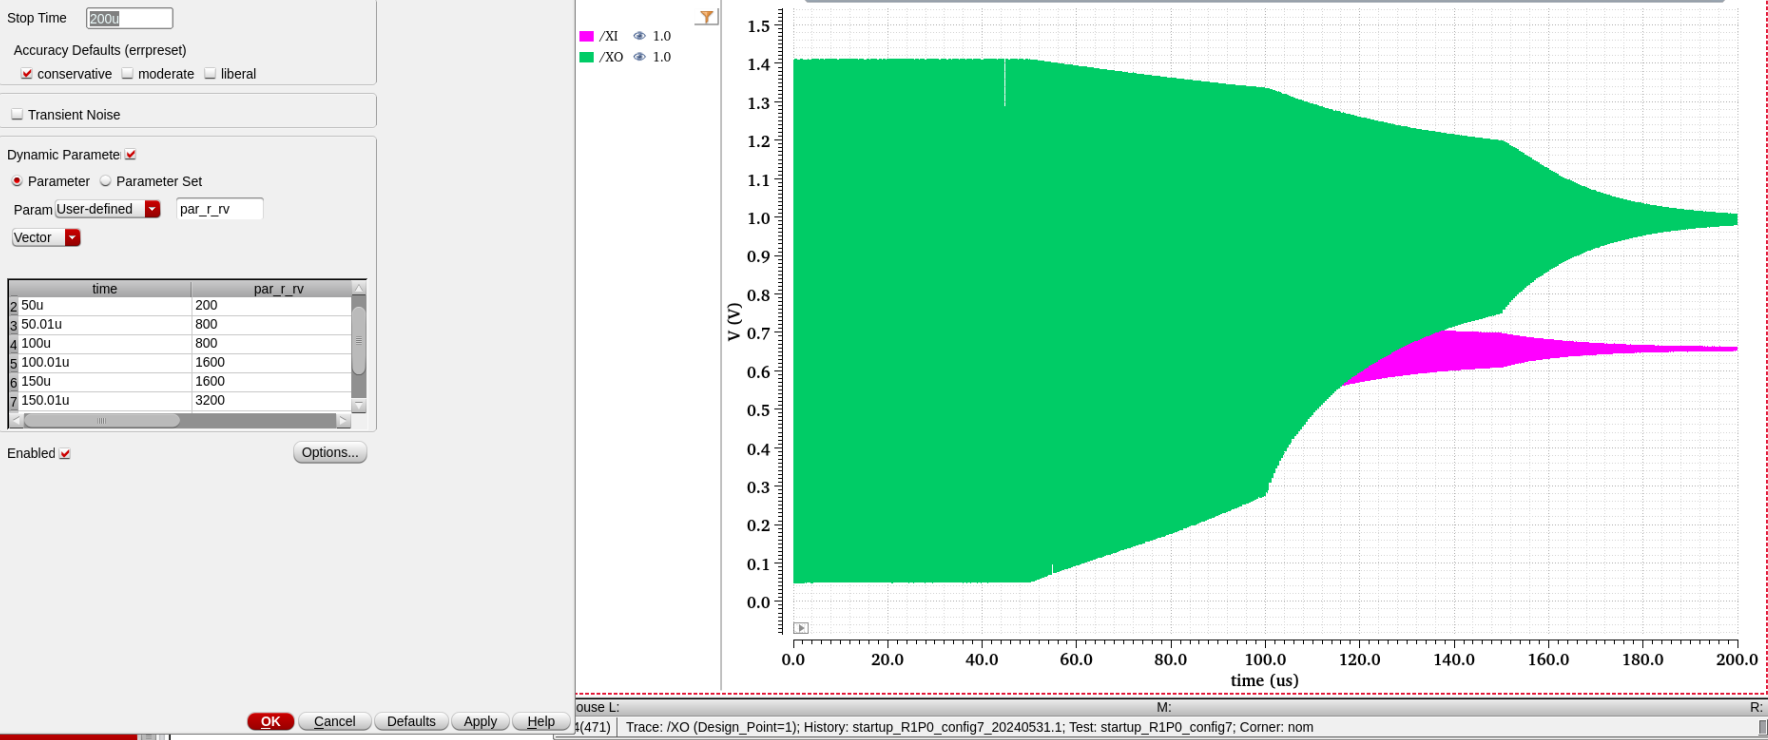 Stop Time 200u
Accuracy Defaults (errpreset)
conservative moderate liberal
Transient Noise
Dynamic Paramete
Parameter Parameter Set
Param User-defined par_r_rv
Vector
time par_r_rv
2 50u 200
3 50.01u 800
4 100u 800
5 100.01u 1600
6 150u 1600
7 150.01u 3200
Enabled Options...
OK Cancel Defaults Apply Help
/XI 1.0
/XO 1.0
V (V)
1.5
1.4
1.3
1.2
1.1
1.0
0.9
0.8
0.7
0.6
0.5
0.4
0.3
0.2
0.1
0.0
0.0 20.0 40.0 60.0 80.0 100.0 120.0 140.0 160.0 180.0 200.0
time (us)
ouse L: M: R:
(471) Trace: /XO (Design_Point=1); History: startup_R1P0_config7_20240531.1; Test: startup_R1P0_config7; Corner: nom